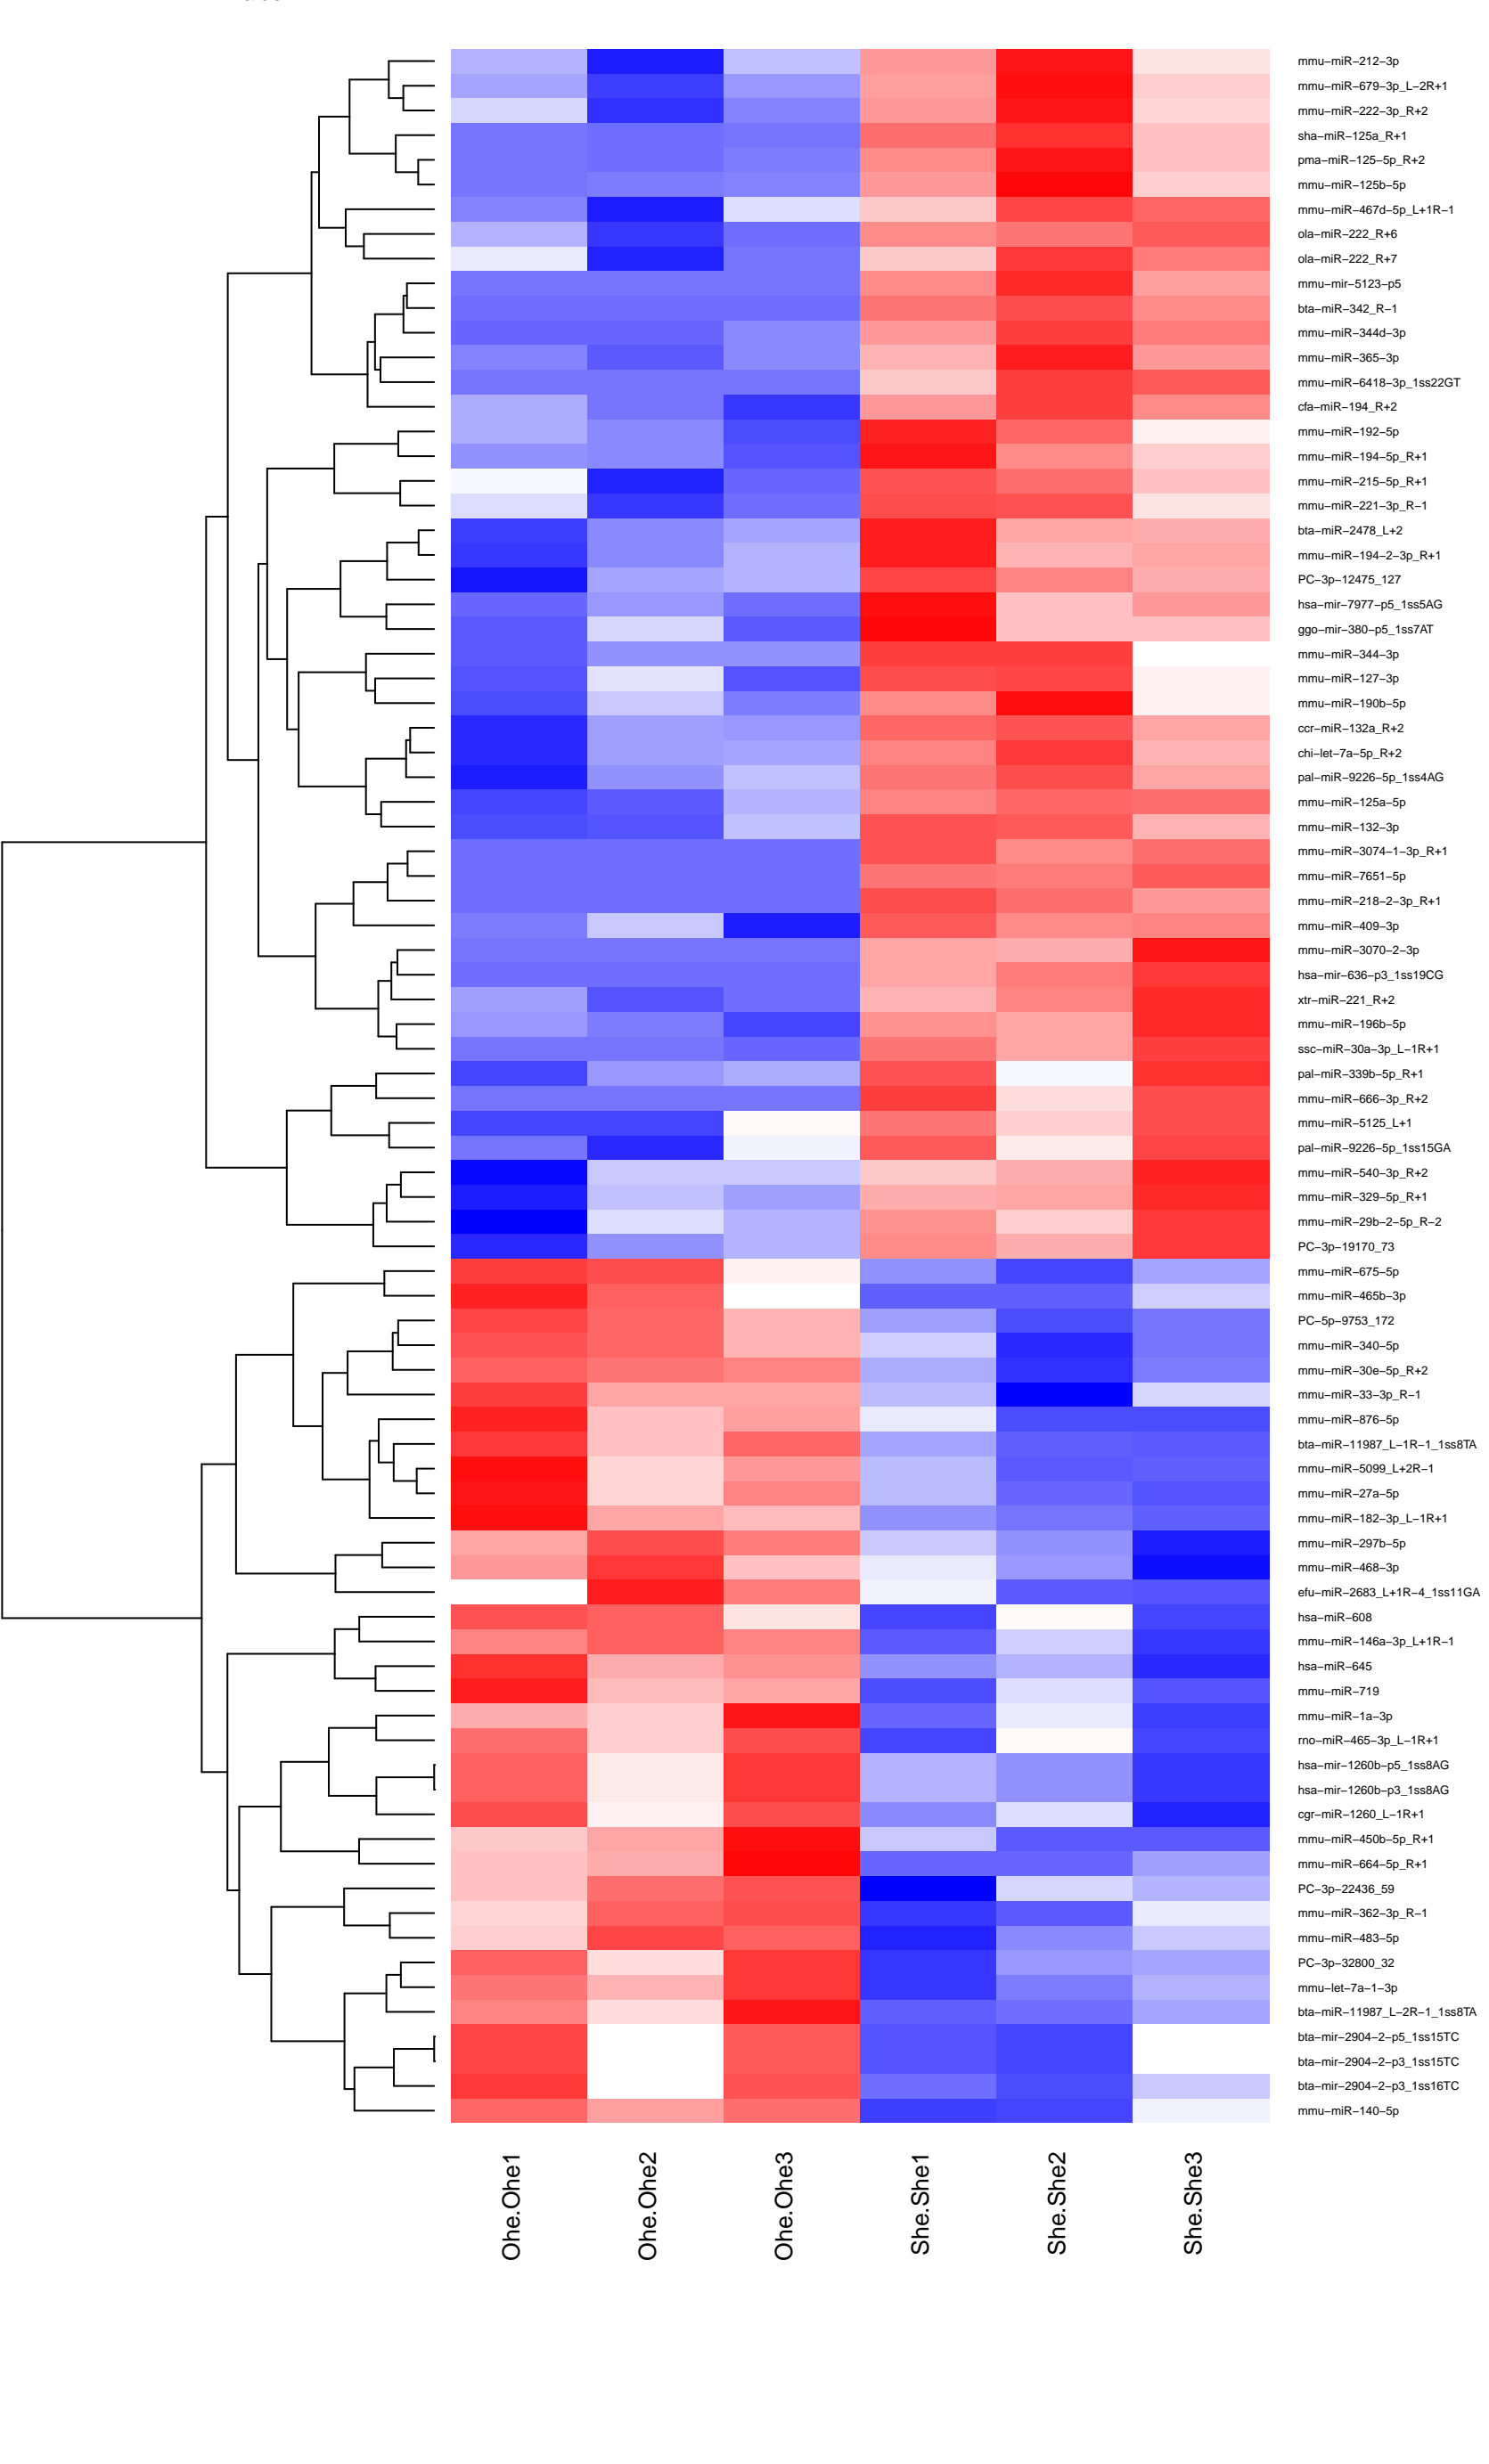 mmu−miR−212−3p
mmu−miR−679−3p_L−2R+1
mmu−miR−222−3p_R+2
sha−miR−125a_R+1
pma−miR−125−5p_R+2
mmu−miR−125b−5p
mmu−miR−467d−5p_L+1R−1
ola−miR−222_R+6
ola−miR−222_R+7
mmu−mir−5123−p5
bta−miR−342_R−1
mmu−miR−344d−3p
mmu−miR−365−3p
mmu−miR−6418−3p_1ss22GT
cfa−miR−194_R+2
mmu−miR−192−5p
mmu−miR−194−5p_R+1
mmu−miR−215−5p_R+1
mmu−miR−221−3p_R−1
bta−miR−2478_L+2
mmu−miR−194−2−3p_R+1
PC−3p−12475_127
hsa−mir−7977−p5_1ss5AG
ggo−mir−380−p5_1ss7AT
mmu−miR−344−3p
mmu−miR−127−3p
mmu−miR−190b−5p
ccr−miR−132a_R+2
chi−let−7a−5p_R+2
pal−miR−9226−5p_1ss4AG
mmu−miR−125a−5p
mmu−miR−132−3p
mmu−miR−3074−1−3p_R+1
mmu−miR−7651−5p
mmu−miR−218−2−3p_R+1
mmu−miR−409−3p
mmu−miR−3070−2−3p
hsa−mir−636−p3_1ss19CG
xtr−miR−221_R+2
mmu−miR−196b−5p
ssc−miR−30a−3p_L−1R+1
pal−miR−339b−5p_R+1
mmu−miR−666−3p_R+2
mmu−miR−5125_L+1
pal−miR−9226−5p_1ss15GA
mmu−miR−540−3p_R+2
mmu−miR−329−5p_R+1
mmu−miR−29b−2−5p_R−2
PC−3p−19170_73
mmu−miR−675−5p
mmu−miR−465b−3p
PC−5p−9753_172
mmu−miR−340−5p
mmu−miR−30e−5p_R+2
mmu−miR−33−3p_R−1
mmu−miR−876−5p
bta−miR−11987_L−1R−1_1ss8TA
mmu−miR−5099_L+2R−1
mmu−miR−27a−5p
mmu−miR−182−3p_L−1R+1
mmu−miR−297b−5p
mmu−miR−468−3p
efu−miR−2683_L+1R−4_1ss11GA
hsa−miR−608
mmu−miR−146a−3p_L+1R−1
hsa−miR−645
mmu−miR−719
mmu−miR−1a−3p
rno−miR−465−3p_L−1R+1
hsa−mir−1260b−p5_1ss8AG
hsa−mir−1260b−p3_1ss8AG
cgr−miR−1260_L−1R+1
mmu−miR−450b−5p_R+1
mmu−miR−664−5p_R+1
PC−3p−22436_59
mmu−miR−362−3p_R−1
mmu−miR−483−5p
PC−3p−32800_32
mmu−let−7a−1−3p
bta−miR−11987_L−2R−1_1ss8TA
bta−mir−2904−2−p5_1ss15TC
bta−mir−2904−2−p3_1ss15TC
bta−mir−2904−2−p3_1ss16TC
mmu−miR−140−5p
Ohe.Ohe1
Ohe.Ohe2
Ohe.Ohe3
She.She1
She.She2
She.She3